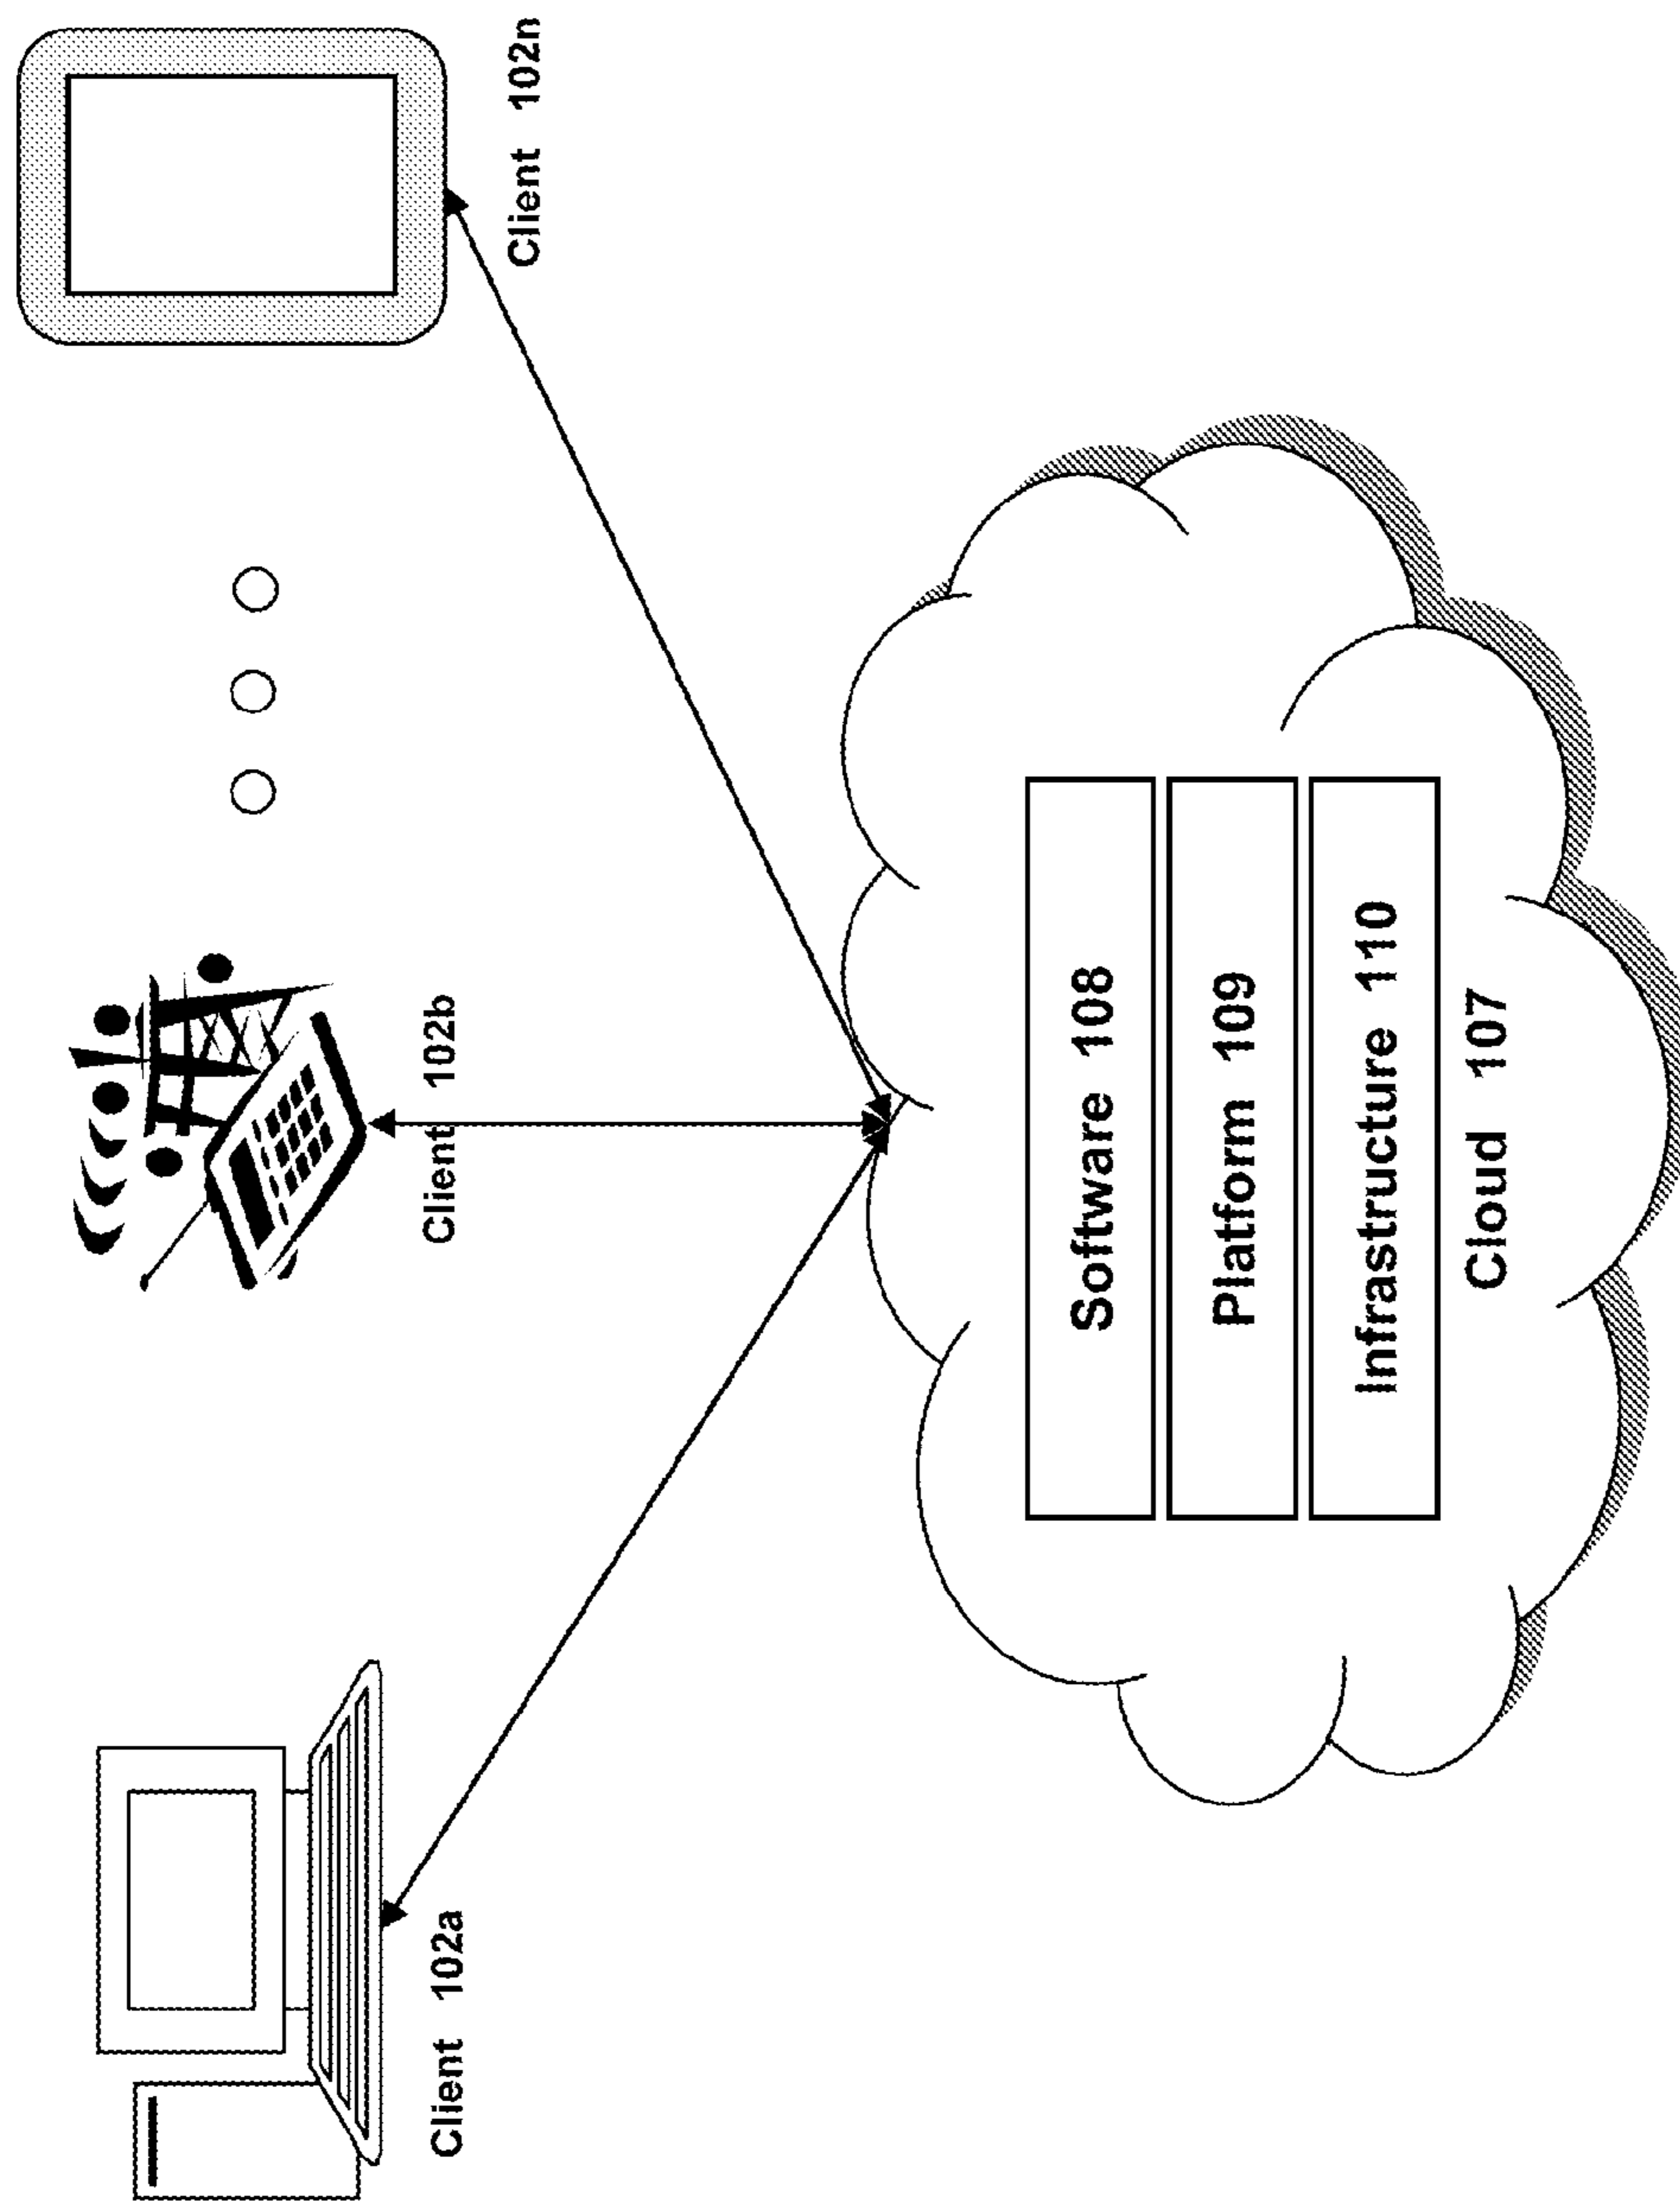 Client 102a
Client 102b
Client 102n
Software 108
Platform 109
Infrastructure 110
Cloud 107